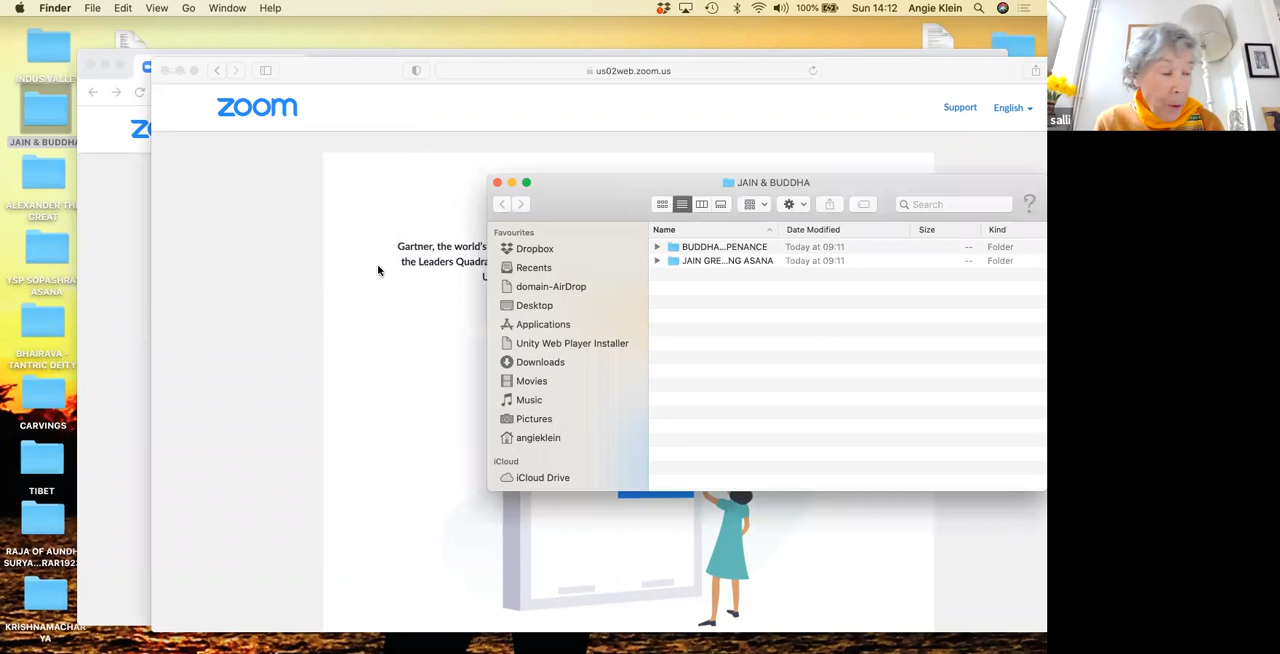 Finder File Edit View Go Window Help 100% Sun 14:12 Angie Klein
INDUS VALLE
JAIN & BUDDHA
ALEXANDER TH
GREAT
YSP SOPASHRA
ASANA
BHAIRAVA -
TANTRIC DEITY
CARVINGS
TIBET
RAJA OF AUNDH
SURYA...RAR192
KRISHNAMACHAR
YA
us02web.zoom.us
zoom
Support English
Gartner, the world's
the Leaders Quadra
U
JAIN & BUDDHA
Search
Favourites
Dropbox
Recents
domain-AirDrop
Desktop
Applications
Unity Web Player Installer
Downloads
Movies
Music
Pictures
angieklein
iCloud
iCloud Drive
Name Date Modified Size Kind
BUDDHA...PENANCE Today at 09:11 -- Folder
JAIN GRE...NG ASANA Today at 09:11 -- Folder
salli